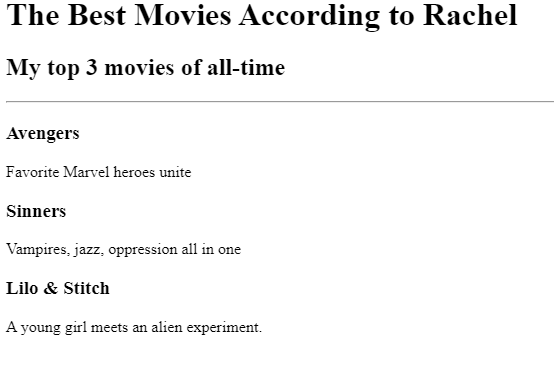 The Best Movies According to Rachel
My top 3 movies of all-time
Avengers
Favorite Marvel heroes unite
Sinners
Vampires, jazz, oppression all in one
Lilo & Stitch
A young girl meets an alien experiment.